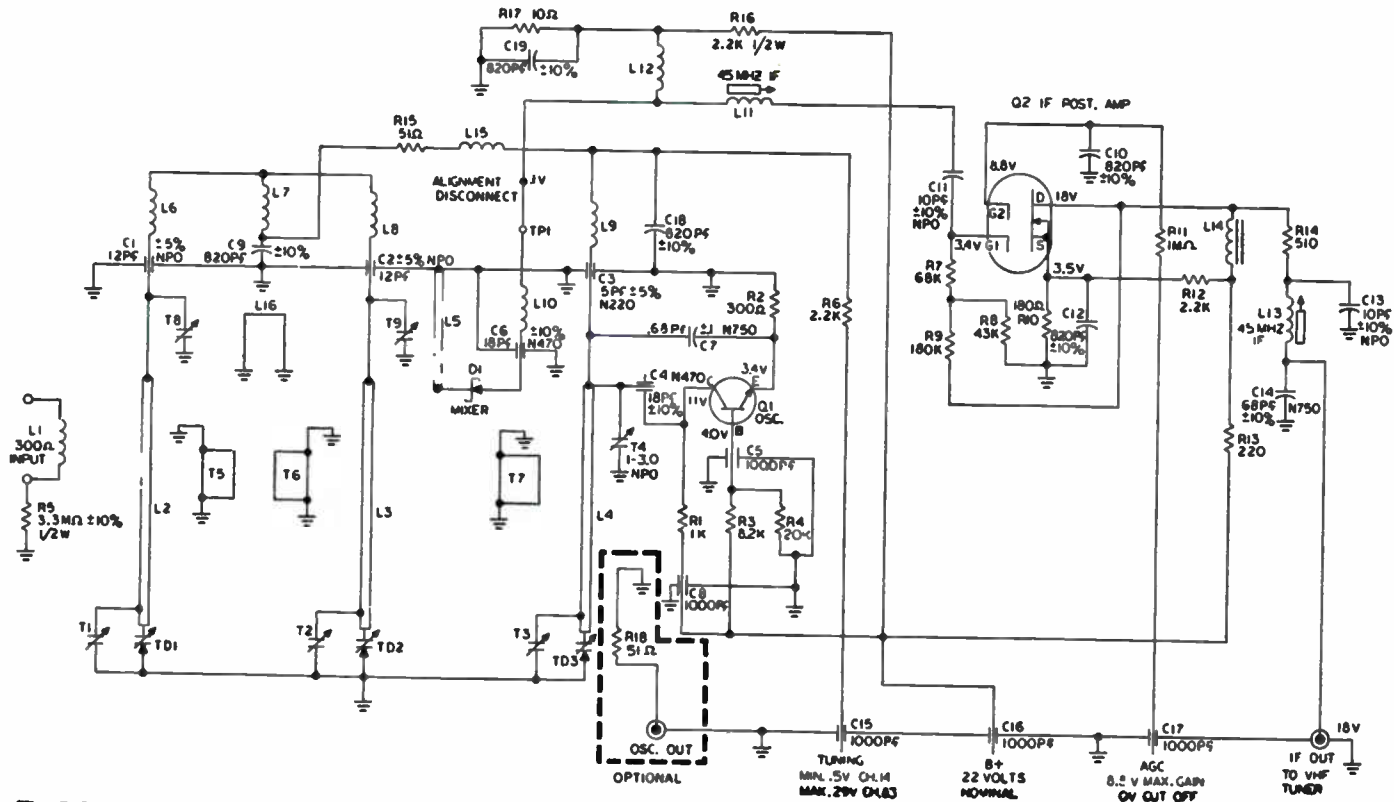 R17 10Ω
C19
820Pf ±10%
R16
2.2K 1/2W
L12
45 MHZ IF
L11
Q2 IF POST. AMP
R15
51Ω
L15
ALIGNMENT
DISCONNECT
.1V
TP1
L6
L7
L8
C1
12Pf
±5%
NPO
C9
820Pf
±10%
C2 ±5% NPO
12Pf
L9
C18
820Pf
±10%
C3
5Pf ±5%
N220
L10
C6
18Pf
±10%
N470
L5
D1
MIXER
.68Pf ±.1 N750
C7
R2
300Ω
R6
2.2K
C11
10Pf
±10%
NPO
8.8V
G2
D
18V
3.4V
G1
S
3.5V
C10
820Pf
±10%
R11
1MΩ
L14
R14
510
R7
68K
R9
180K
R8
43K
180Ω
R10
C12
820Pf
±10%
R12
2.2K
L13
45 MHZ
IF
C13
10Pf
±10%
NPO
C14
68Pf
±10%
N750
R13
220
T8
L16
T9
L1
300Ω
INPUT
R5
3.3MΩ ±10%
1/2W
L2
T5
T6
L3
T7
L4
T4
1-3.0
NPO
C4 N470
18Pf
±10%
C
E
3.4V
11V
Q1
OSC.
4.0V
B
C5
1000Pf
R1
1K
R3
8.2K
R4
20K
C8
1000Pf
T1
TD1
T2
TD2
T3
TD3
R18
51Ω
OSC. OUT
OPTIONAL
C15
1000Pf
TUNING
MIN. .5V CH.14
MAX. 29V CH.83
C16
1000Pf
B+
22 VOLTS
NOMINAL
C17
1000Pf
AGC
8.5 V MAX. GAIN
0V CUT OFF
18V
IF OUT
TO VHF
TUNER